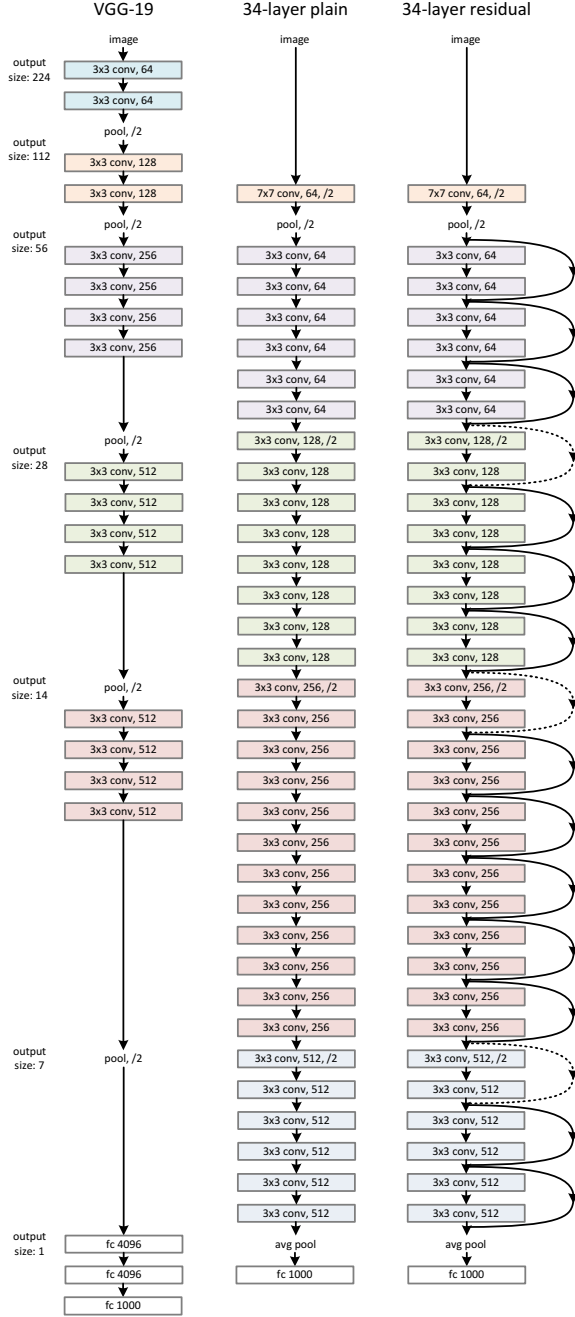 output
size: 224
output
size: 112
output
size: 56
output
size: 28
output
size: 14
output
size: 7
output
size: 1
VGG-19
image
3x3 conv, 64
3x3 conv, 64
pool, /2
3x3 conv, 128
3x3 conv, 128
pool, /2
3x3 conv, 256
3x3 conv, 256
3x3 conv, 256
3x3 conv, 256
pool, /2
3x3 conv, 512
3x3 conv, 512
3x3 conv, 512
3x3 conv, 512
pool, /2
3x3 conv, 512
3x3 conv, 512
3x3 conv, 512
3x3 conv, 512
pool, /2
fc 4096
fc 4096
fc 1000
34-layer plain
image
7x7 conv, 64, /2
pool, /2
3x3 conv, 64
3x3 conv, 64
3x3 conv, 64
3x3 conv, 64
3x3 conv, 64
3x3 conv, 64
3x3 conv, 128, /2
3x3 conv, 128
3x3 conv, 128
3x3 conv, 128
3x3 conv, 128
3x3 conv, 128
3x3 conv, 128
3x3 conv, 128
3x3 conv, 256, /2
3x3 conv, 256
3x3 conv, 256
3x3 conv, 256
3x3 conv, 256
3x3 conv, 256
3x3 conv, 256
3x3 conv, 256
3x3 conv, 256
3x3 conv, 256
3x3 conv, 256
3x3 conv, 256
3x3 conv, 512, /2
3x3 conv, 512
3x3 conv, 512
3x3 conv, 512
3x3 conv, 512
3x3 conv, 512
avg pool
fc 1000
34-layer residual
image
7x7 conv, 64, /2
pool, /2
3x3 conv, 64
3x3 conv, 64
3x3 conv, 64
3x3 conv, 64
3x3 conv, 64
3x3 conv, 64
3x3 conv, 128, /2
3x3 conv, 128
3x3 conv, 128
3x3 conv, 128
3x3 conv, 128
3x3 conv, 128
3x3 conv, 128
3x3 conv, 128
3x3 conv, 256, /2
3x3 conv, 256
3x3 conv, 256
3x3 conv, 256
3x3 conv, 256
3x3 conv, 256
3x3 conv, 256
3x3 conv, 256
3x3 conv, 256
3x3 conv, 256
3x3 conv, 256
3x3 conv, 256
3x3 conv, 512, /2
3x3 conv, 512
3x3 conv, 512
3x3 conv, 512
3x3 conv, 512
3x3 conv, 512
avg pool
fc 1000